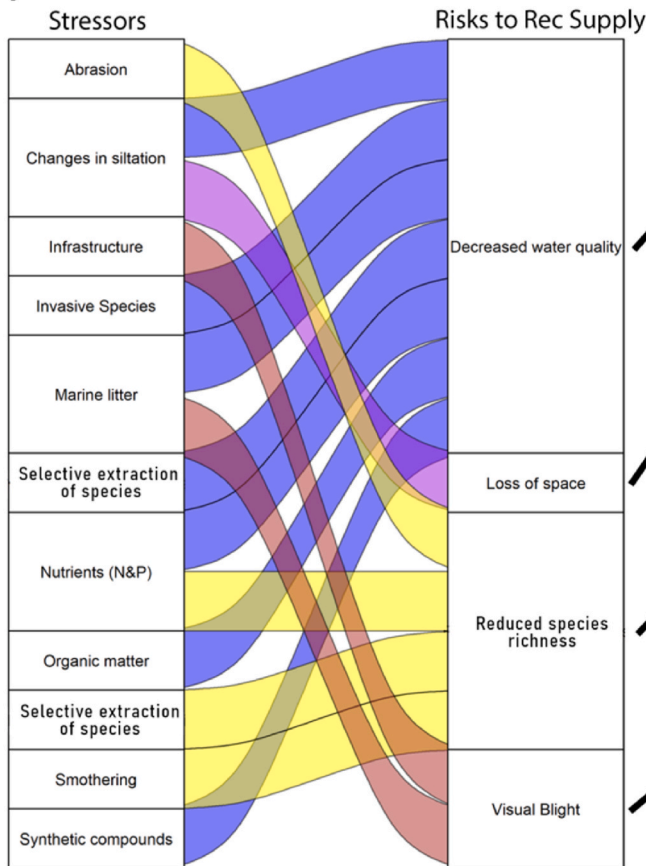 Stressors
Risks to Rec Supply
Abrasion
Changes in siltation
Infrastructure
Invasive Species
Marine litter
Selective extraction
of species
Nutrients (N&P)
Organic matter
Selective extraction
of species
Smothering
Synthetic compounds
Decreased water quality
Loss of space
Reduced species
richness
Visual Blight